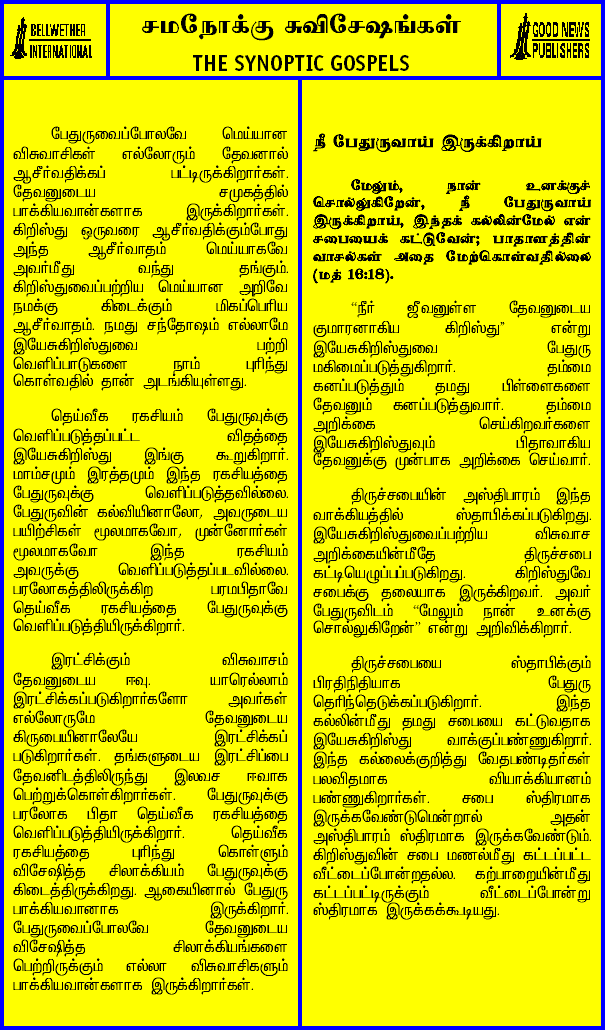 BELLWETHER
INTERNATIONAL
சமநோக்கு சுவிசேஷங்கள்
THE SYNOPTIC GOSPELS
GOOD NEWS
PUBLISHERS
பேதுருவைப்போலவே மெய்யான
விசுவாசிகள் எல்லோரும் தேவனால்
ஆசீர்வதிக்கப் பட்டிருக்கிறார்கள்.
தேவனுடைய சமுகத்தில்
பாக்கியவான்களாக இருக்கிறார்கள்.
கிறிஸ்து ஒருவரை ஆசீர்வதிக்கும்போது
அந்த ஆசீர்வாதம் மெய்யாகவே
அவர்மீது வந்து தங்கும்.
கிறிஸ்துவைப்பற்றிய மெய்யான அறிவே
நமக்கு கிடைக்கும் மிகப்பெரிய
ஆசீர்வாதம். நமது சந்தோஷம் எல்லாமே
இயேசுகிறிஸ்துவை பற்றி
வெளிப்பாடுகளை நாம் புரிந்து
கொள்வதில் தான் அடங்கியுள்ளது.
தெய்வீக ரகசியம் பேதுருவுக்கு
வெளிப்படுத்தப்பட்ட விதத்தை
இயேசுகிறிஸ்து இங்கு கூறுகிறார்.
மாம்சமும் இரத்தமும் இந்த ரகசியத்தை
பேதுருவுக்கு வெளிப்படுத்தவில்லை.
பேதுருவின் கல்வியினாலோ, அவருடைய
பயிற்சிகள் மூலமாகவோ, முன்னோர்கள்
மூலமாகவோ இந்த ரகசியம்
அவருக்கு வெளிப்படுத்தப்படவில்லை.
பரலோகத்திலிருக்கிற பரமபிதாவே
தெய்வீக ரகசியத்தை பேதுருவுக்கு
வெளிப்படுத்தியிருக்கிறார்.
இரட்சிக்கும் விசுவாசம்
தேவனுடைய ஈவு. யாரெல்லாம்
இரட்சிக்கப்படுகிறார்களோ அவர்கள்
எல்லோருமே தேவனுடைய
கிருபையினாலேயே இரட்சிக்கப்
படுகிறார்கள். தங்களுடைய இரட்சிப்பை
தேவனிடத்திலிருந்து இலவச ஈவாக
பெற்றுக்கொள்கிறார்கள். பேதுருவுக்கு
பரலோக பிதா தெய்வீக ரகசியத்தை
வெளிப்படுத்தியிருக்கிறார். தெய்வீக
ரகசியத்தை புரிந்து கொள்ளும்
விசேஷித்த சிலாக்கியம் பேதுருவுக்கு
கிடைத்திருக்கிறது. ஆகையினால் பேதுரு
பாக்கியவானாக இருக்கிறார்.
பேதுருவைப்போலவே தேவனுடைய
விசேஷித்த சிலாக்கியங்களை
பெற்றிருக்கும் எல்லா விசுவாசிகளும்
பாக்கியவான்களாக இருக்கிறார்கள்.
நீ பேதுருவாய் இருக்கிறாய்
மேலும், நான் உனக்குச்
சொல்லுகிறேன், நீ பேதுருவாய்
இருக்கிறாய், இந்தக் கல்லின்மேல் என்
சபையைக் கட்டுவேன்; பாதாளத்தின்
வாசல்கள் அதை மேற்கொள்வதில்லை
(மத் 16:18).
“நீர் ஜீவனுள்ள தேவனுடைய
குமாரனாகிய கிறிஸ்து” என்று
இயேசுகிறிஸ்துவை பேதுரு
மகிமைப்படுத்துகிறார். தம்மை
கனப்படுத்தும் தமது பிள்ளைகளை
தேவனும் கனப்படுத்துவார். தம்மை
அறிக்கை செய்கிறவர்களை
இயேசுகிறிஸ்துவும் பிதாவாகிய
தேவனுக்கு முன்பாக அறிக்கை செய்வார்.
திருச்சபையின் அஸ்திபாரம் இந்த
வாக்கியத்தில் ஸ்தாபிக்கப்படுகிறது.
இயேசுகிறிஸ்துவைப்பற்றிய விசுவாச
அறிக்கையின்மீதே திருச்சபை
கட்டியெழுப்பப்படுகிறது. கிறிஸ்துவே
சபைக்கு தலையாக இருக்கிறவர். அவர்
பேதுருவிடம் “மேலும் நான் உனக்கு
சொல்லுகிறேன்” என்று அறிவிக்கிறார்.
திருச்சபையை ஸ்தாபிக்கும்
பிரதிநிதியாக பேதுரு
தெரிந்தெடுக்கப்படுகிறார். இந்த
கல்லின்மீது தமது சபையை கட்டுவதாக
இயேசுகிறிஸ்து வாக்குப்பண்ணுகிறார்.
இந்த கல்லைக்குறித்து வேதபண்டிதர்கள்
பலவிதமாக வியாக்கியானம்
பண்ணுகிறார்கள். சபை ஸ்திரமாக
இருக்கவேண்டுமென்றால் அதன்
அஸ்திபாரம் ஸ்திரமாக இருக்கவேண்டும்.
கிறிஸ்துவின் சபை மணல்மீது கட்டப்பட்ட
வீட்டைப்போன்றதல்ல. கற்பாறையின்மீது
கட்டப்பட்டிருக்கும் வீட்டைப்போன்று
ஸ்திரமாக இருக்கக்கூடியது.